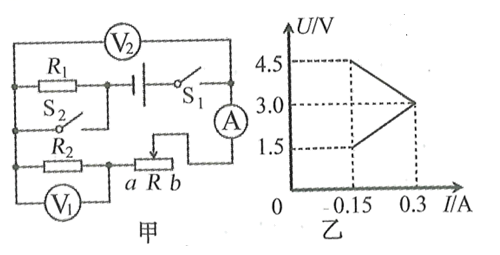 V₂
R₁
S₁
S₂
A
R₂
a R b
V₁
甲
U/V
4.5
3.0
1.5
0 0.15 0.3 I/A
乙